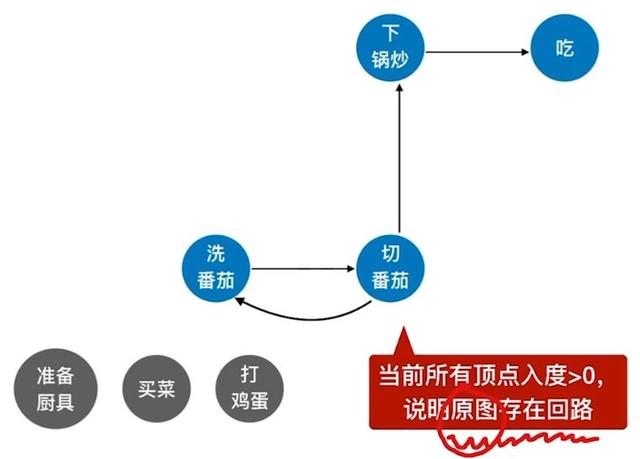 下
锅炒
吃
洗
番茄
切
番茄
准备
厨具
买菜
打
鸡蛋
当前所有顶点入度>0,
说明原图存在回路